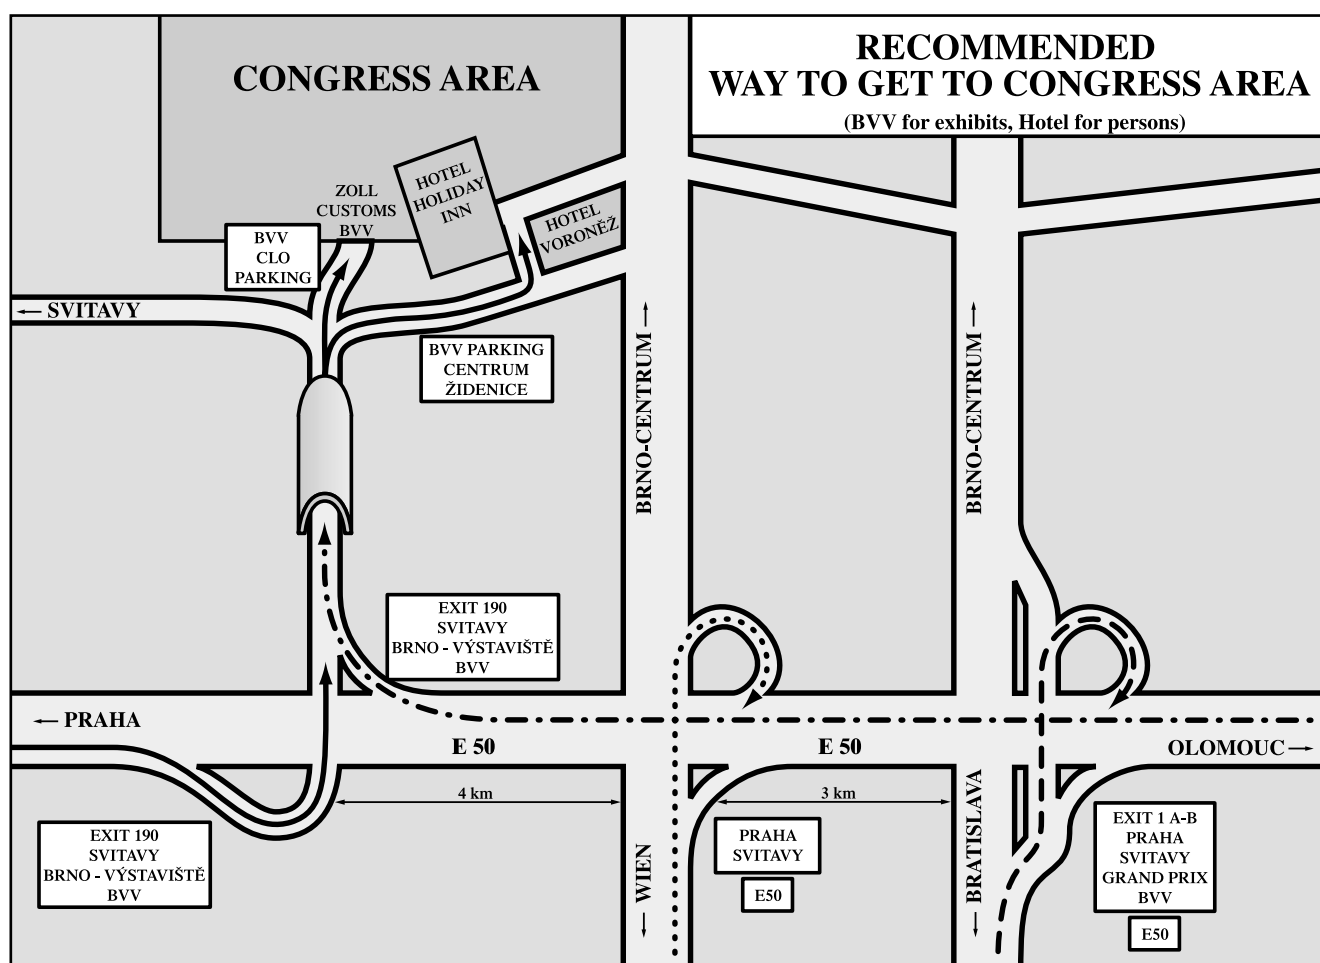 CONGRESS AREA
RECOMMENDED
WAY TO GET TO CONGRESS AREA
(BVV for exhibits, Hotel for persons)
HOTEL
HOLIDAY
INN
ZOLL
CUSTOMS
BVV
HOTEL
VORONĚŽ
BVV
CLO
PARKING
← SVITAVY
BVV PARKING
CENTRUM
ŽIDENICE
BRNO-CENTRUM →
BRNO-CENTRUM →
EXIT 190
SVITAVY
BRNO - VÝSTAVIŠTĚ
BVV
← PRAHA
E 50
E 50
OLOMOUC →
4 km
3 km
EXIT 190
SVITAVY
BRNO - VÝSTAVIŠTĚ
BVV
← WIEN
PRAHA
SVITAVY
E50
← BRATISLAVA
EXIT 1 A-B
PRAHA
SVITAVY
GRAND PRIX
BVV
E50